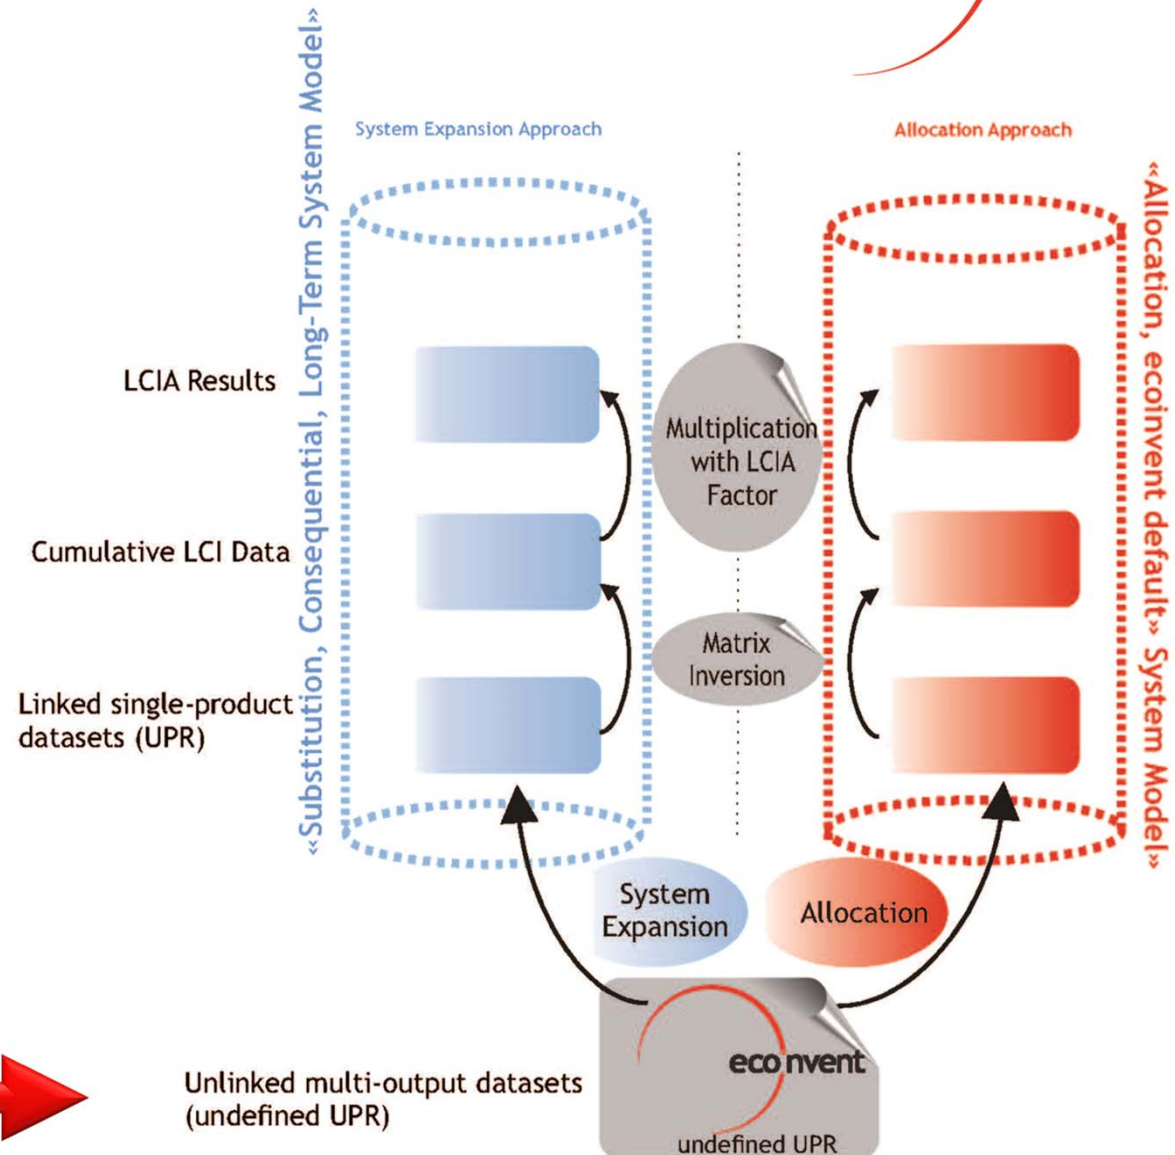 «Substitution, Consequential, Long-Term System Model»
System Expansion Approach
Allocation Approach
«Allocation, ecoinvent default» System Model»
LCIA Results
Multiplication
with LCIA
Factor
Cumulative LCI Data
Matrix
Inversion
Linked single-product
datasets (UPR)
System
Expansion
Allocation
Unlinked multi-output datasets
(undefined UPR)
eco nvent
undefined UPR